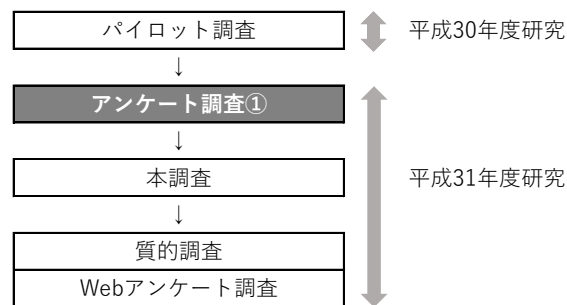 パイロット調査
平成30年度研究
↓
アンケート調査①
↓
本調査
平成31年度研究
↓
質的調査
Webアンケート調査